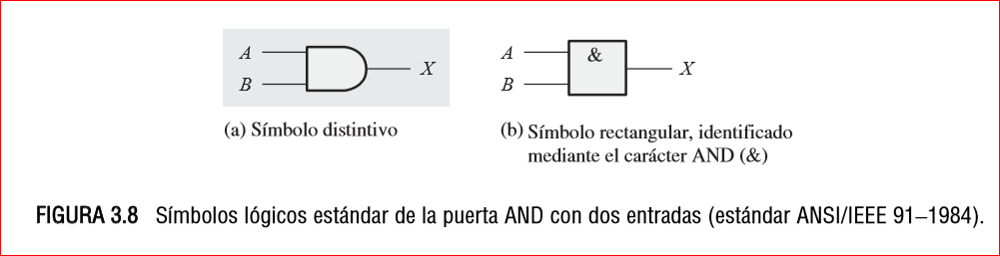 A
B
X
(a) Símbolo distintivo
A
B
&
X
(b) Símbolo rectangular, identificado
mediante el carácter AND (&)
FIGURA 3.8 Símbolos lógicos estándar de la puerta AND con dos entradas (estándar ANSI/IEEE 91–1984).